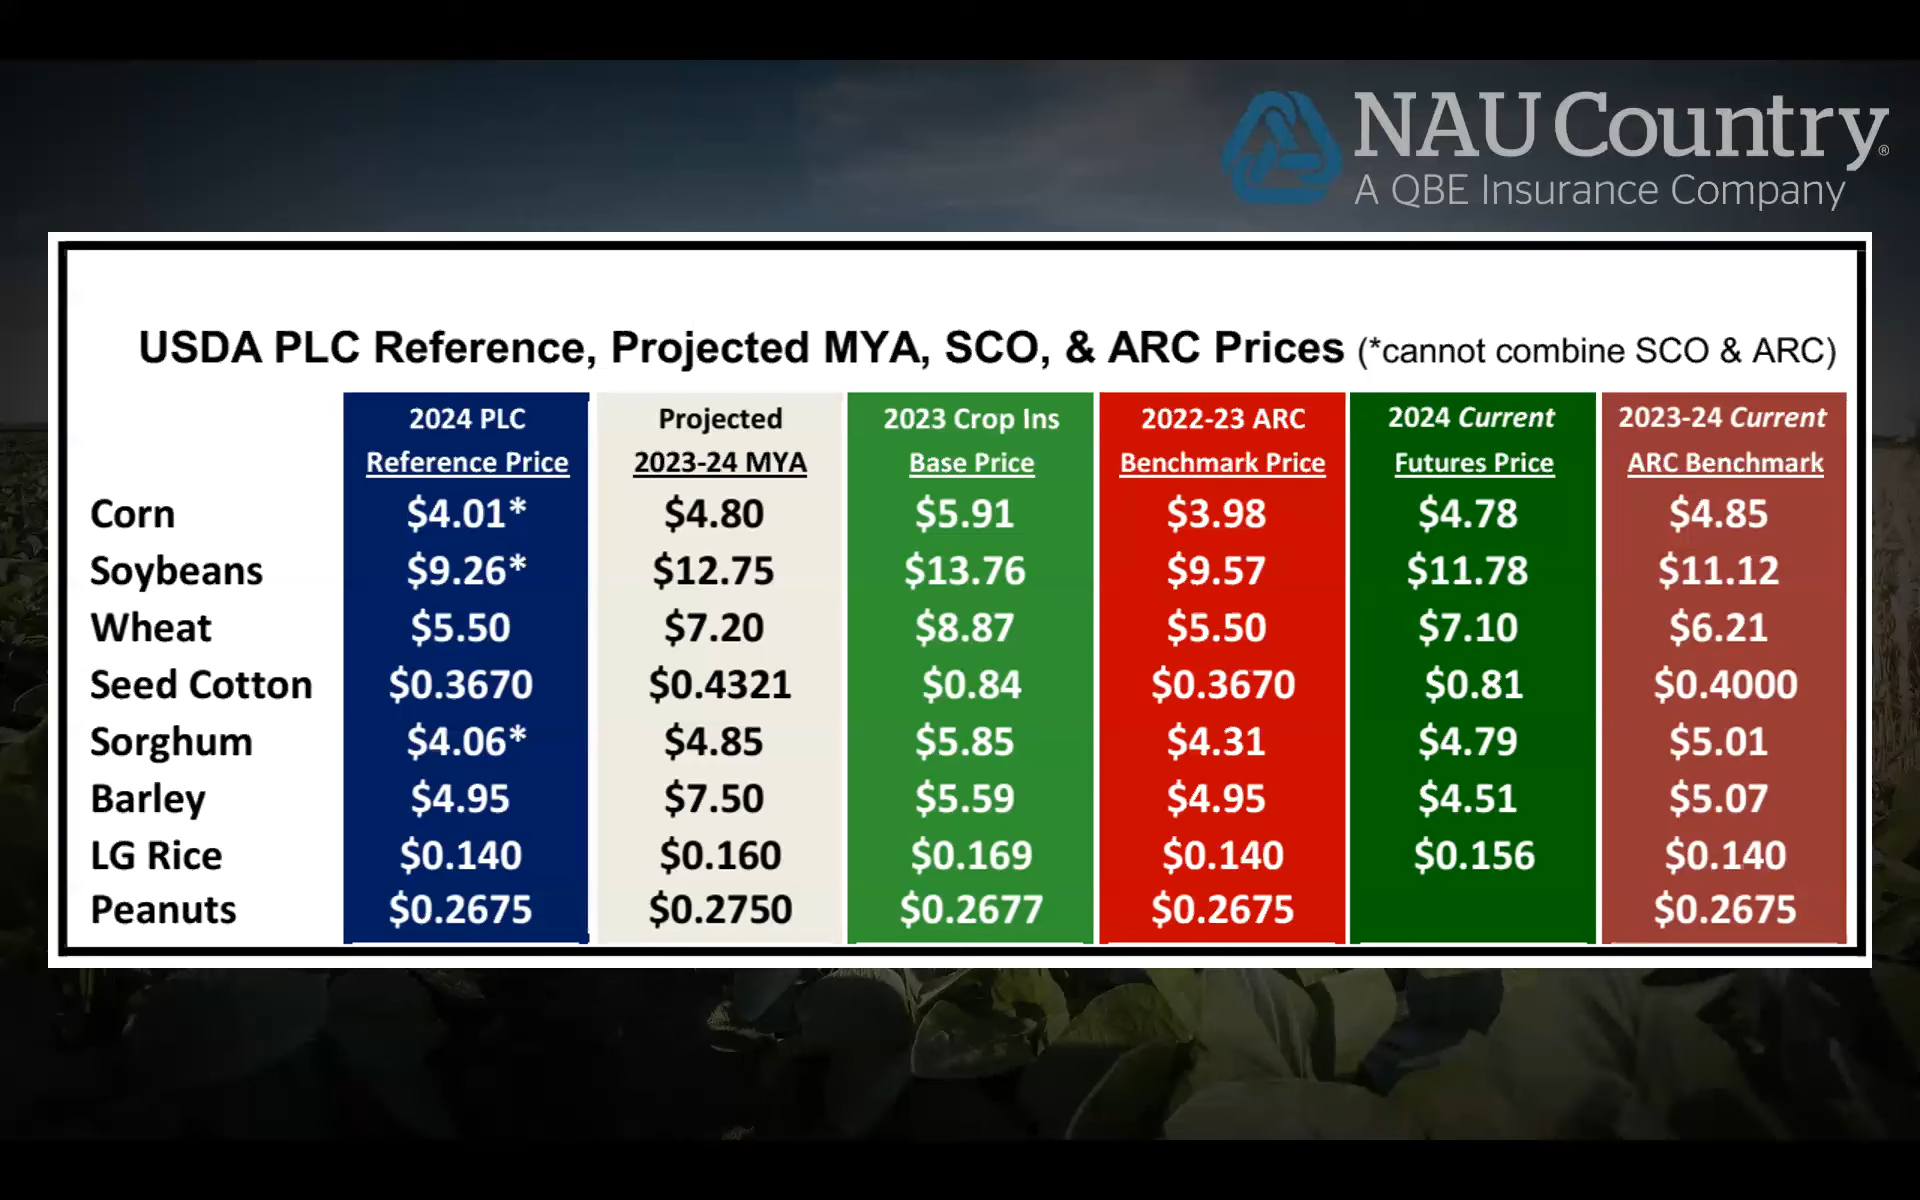 NAU Country®
A QBE Insurance Company
USDA PLC Reference, Projected MYA, SCO, & ARC Prices (*cannot combine SCO & ARC)
2024 PLC Projected 2023 Crop Ins 2022-23 ARC 2024 Current 2023-24 Current
Reference Price 2023-24 MYA Base Price Benchmark Price Futures Price ARC Benchmark
Corn $4.01* $4.80 $5.91 $3.98 $4.78 $4.85
Soybeans $9.26* $12.75 $13.76 $9.57 $11.78 $11.12
Wheat $5.50 $7.20 $8.87 $5.50 $7.10 $6.21
Seed Cotton $0.3670 $0.4321 $0.84 $0.3670 $0.81 $0.4000
Sorghum $4.06* $4.85 $5.85 $4.31 $4.79 $5.01
Barley $4.95 $7.50 $5.59 $4.95 $4.51 $5.07
LG Rice $0.140 $0.160 $0.169 $0.140 $0.156 $0.140
Peanuts $0.2675 $0.2750 $0.2677 $0.2675 $0.2675